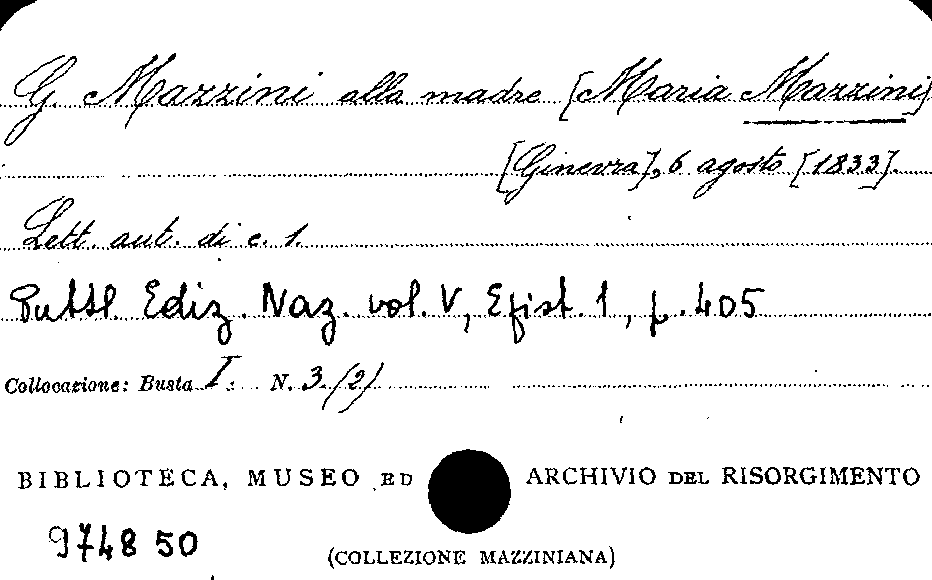 G. Mazzini alla madre [Maria Mazzini]
[Ginevra], 6 agosto [1833].
Lett. aut. di c. 1.
Pubbl. Ediz. Naz. vol. V, Epist. 1, p. 405
Collocazione: Busta I. N. 3 (2)
BIBLIOTECA, MUSEO ED ARCHIVIO DEL RISORGIMENTO
974850
(COLLEZIONE MAZZINIANA)